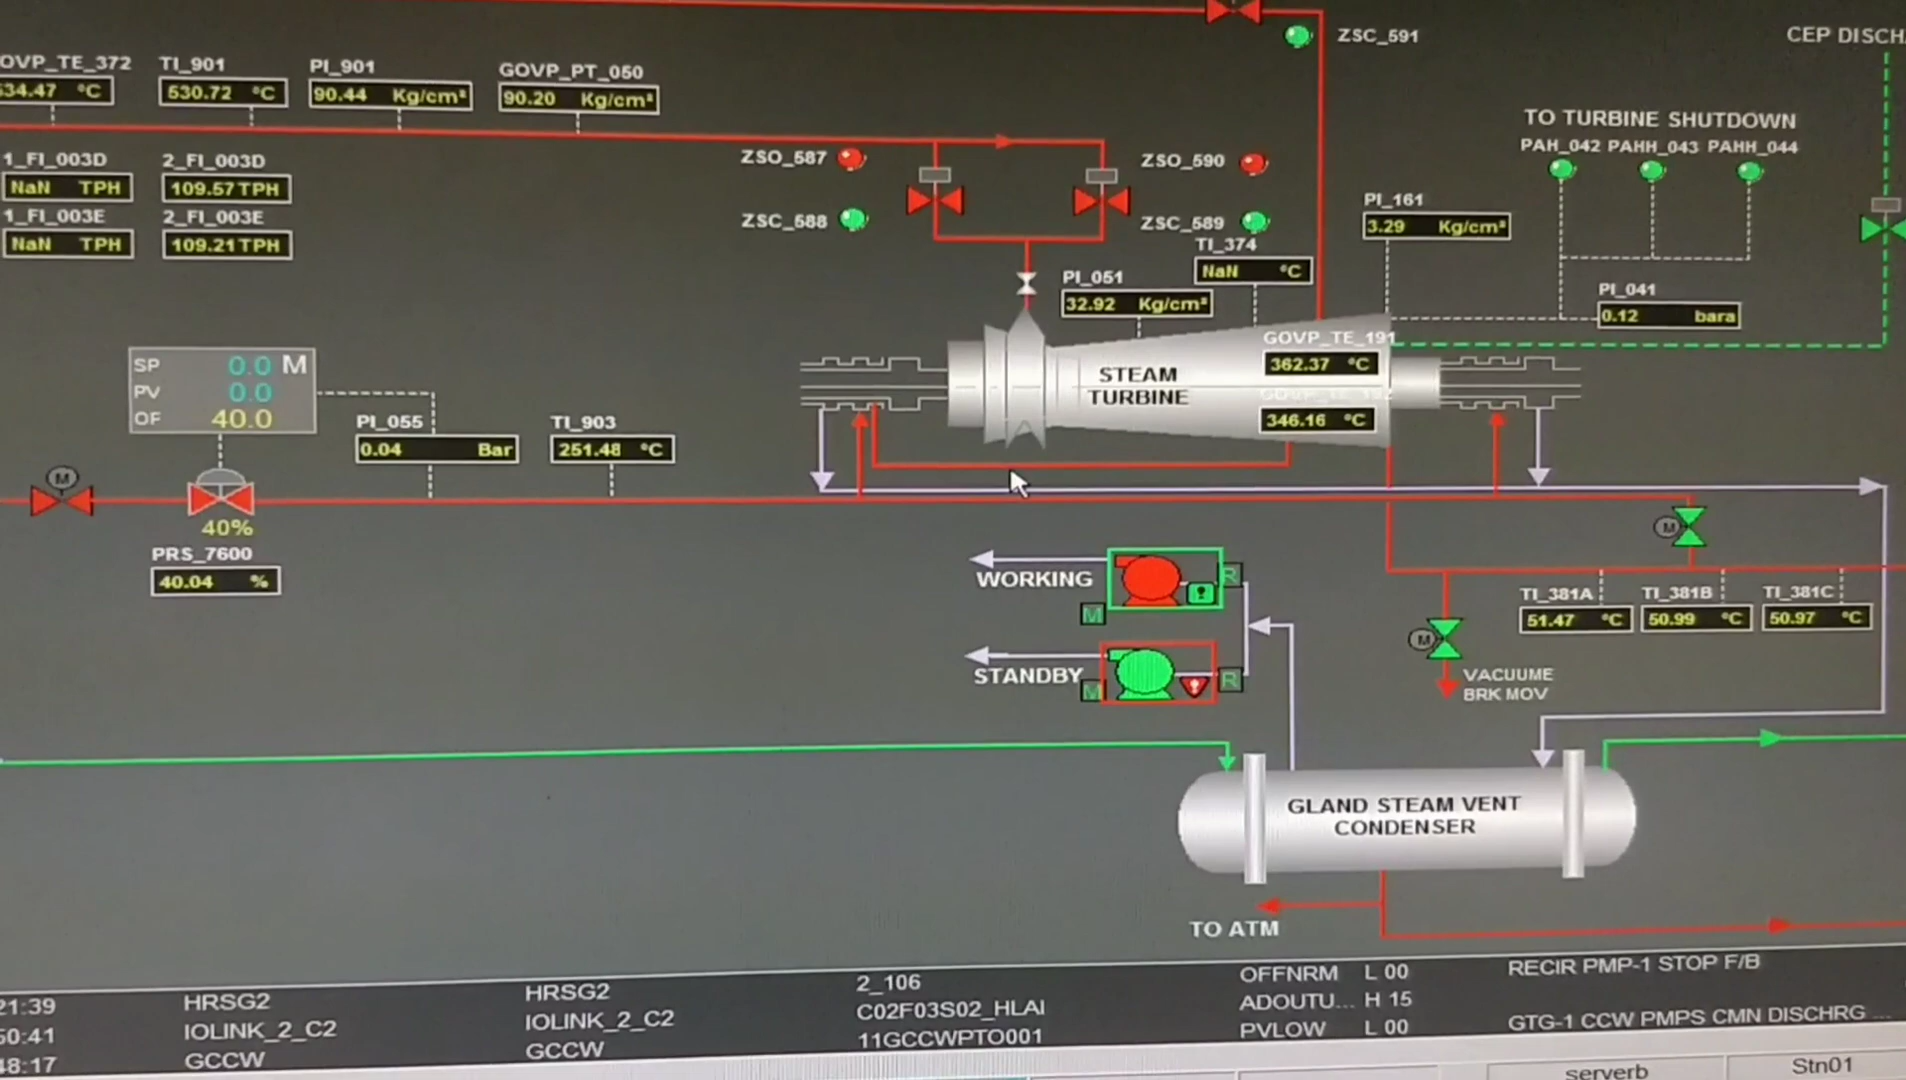 ZSC_591
CEP DISCH
OVP_TE_372 TI_901 PI_901 GOVP_PT_050
34.47 °C 530.72 °C 90.44 Kg/cm² 90.20 Kg/cm²
TO TURBINE SHUTDOWN
PAH_042 PAHH_043 PAHH_044
1_FI_003D 2_FI_003D
NaN TPH 109.57 TPH
1_FI_003E 2_FI_003E
NaN TPH 109.21 TPH
ZSO_587 ZSO_590
ZSC_588 ZSC_589
PI_161
3.29 Kg/cm²
TI_374
NaN °C
PI_051
32.92 Kg/cm²
PI_041
0.12 bara
GOVP_TE_191
362.37 °C
STEAM
TURBINE
346.16 °C
SP 0.0 M
PV 0.0
OF 40.0
PI_055 TI_903
0.04 Bar 251.48 °C
M
40%
PRS_7600
40.04 %
M
WORKING
R
M
STANDBY
R
M
TI_381A TI_381B TI_381C
51.47 °C 50.99 °C 50.97 °C
M
VACUUME
BRK MOV
GLAND STEAM VENT
CONDENSER
TO ATM
21:39 HRSG2 HRSG2 2_106 OFFNRM L 00 RECIR PMP-1 STOP F/B
50:41 IOLINK_2_C2 IOLINK_2_C2 C02F03S02_HLAI ADOUTU... H 15
48:17 GCCW GCCW 11GCCWPTO001 PVLOW L 00 GTG-1 CCW PMPS CMN DISCHRG ...
serverb Stn01